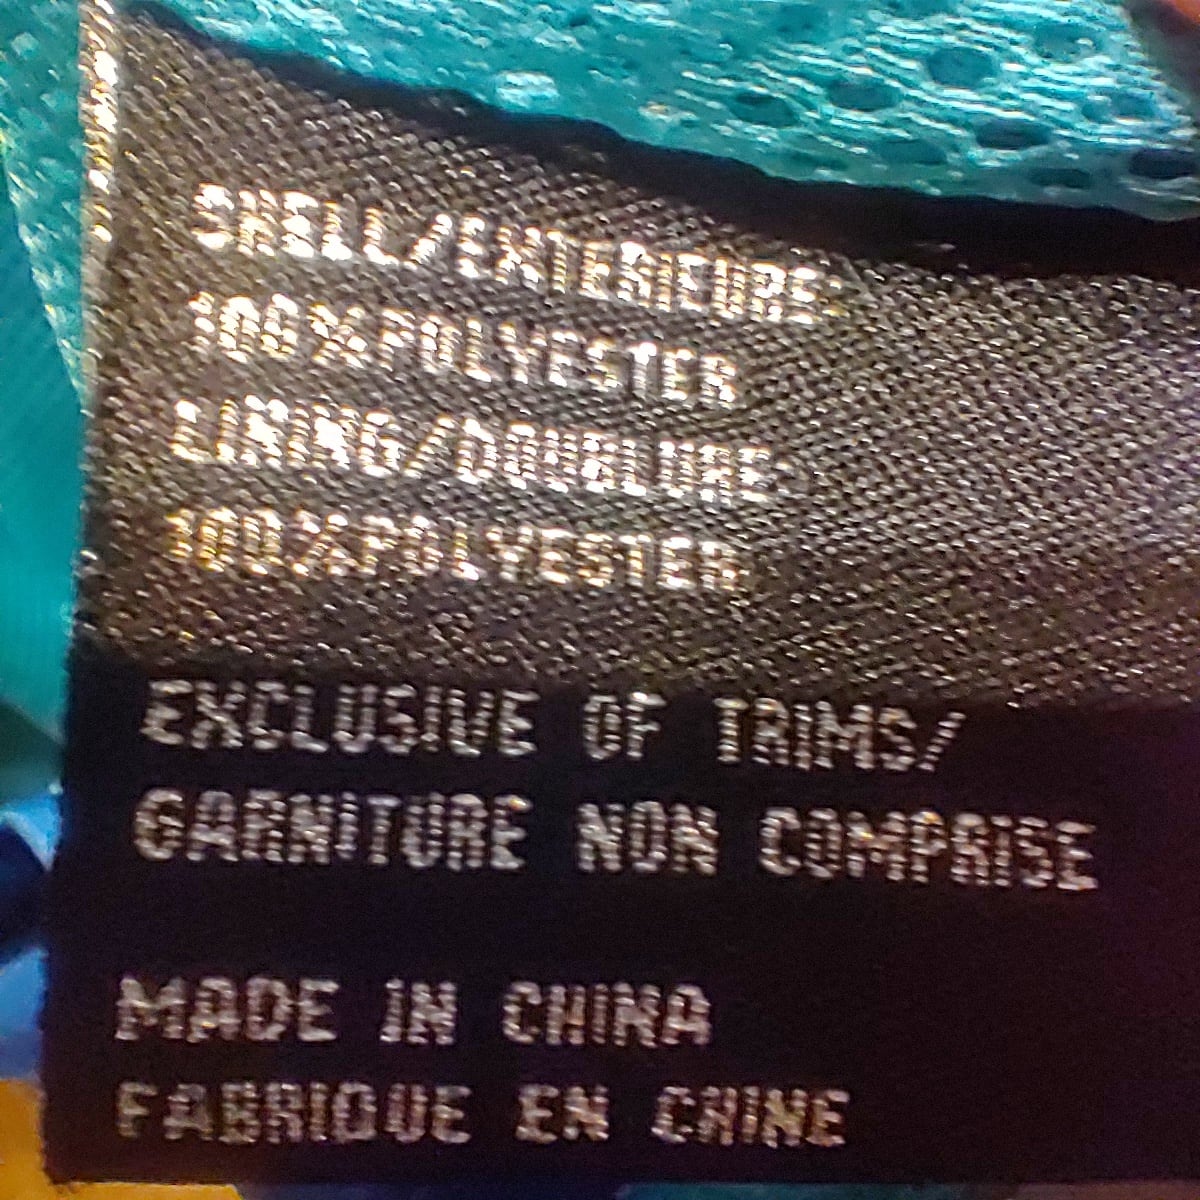 SHELL/EXTERIEURE:
100%POLYESTER
LINING/DOUBLURE:
100%POLYESTER
EXCLUSIVE OF TRIMS/
GARNITURE NON COMPRISE
MADE IN CHINA
FABRIQUE EN CHINE